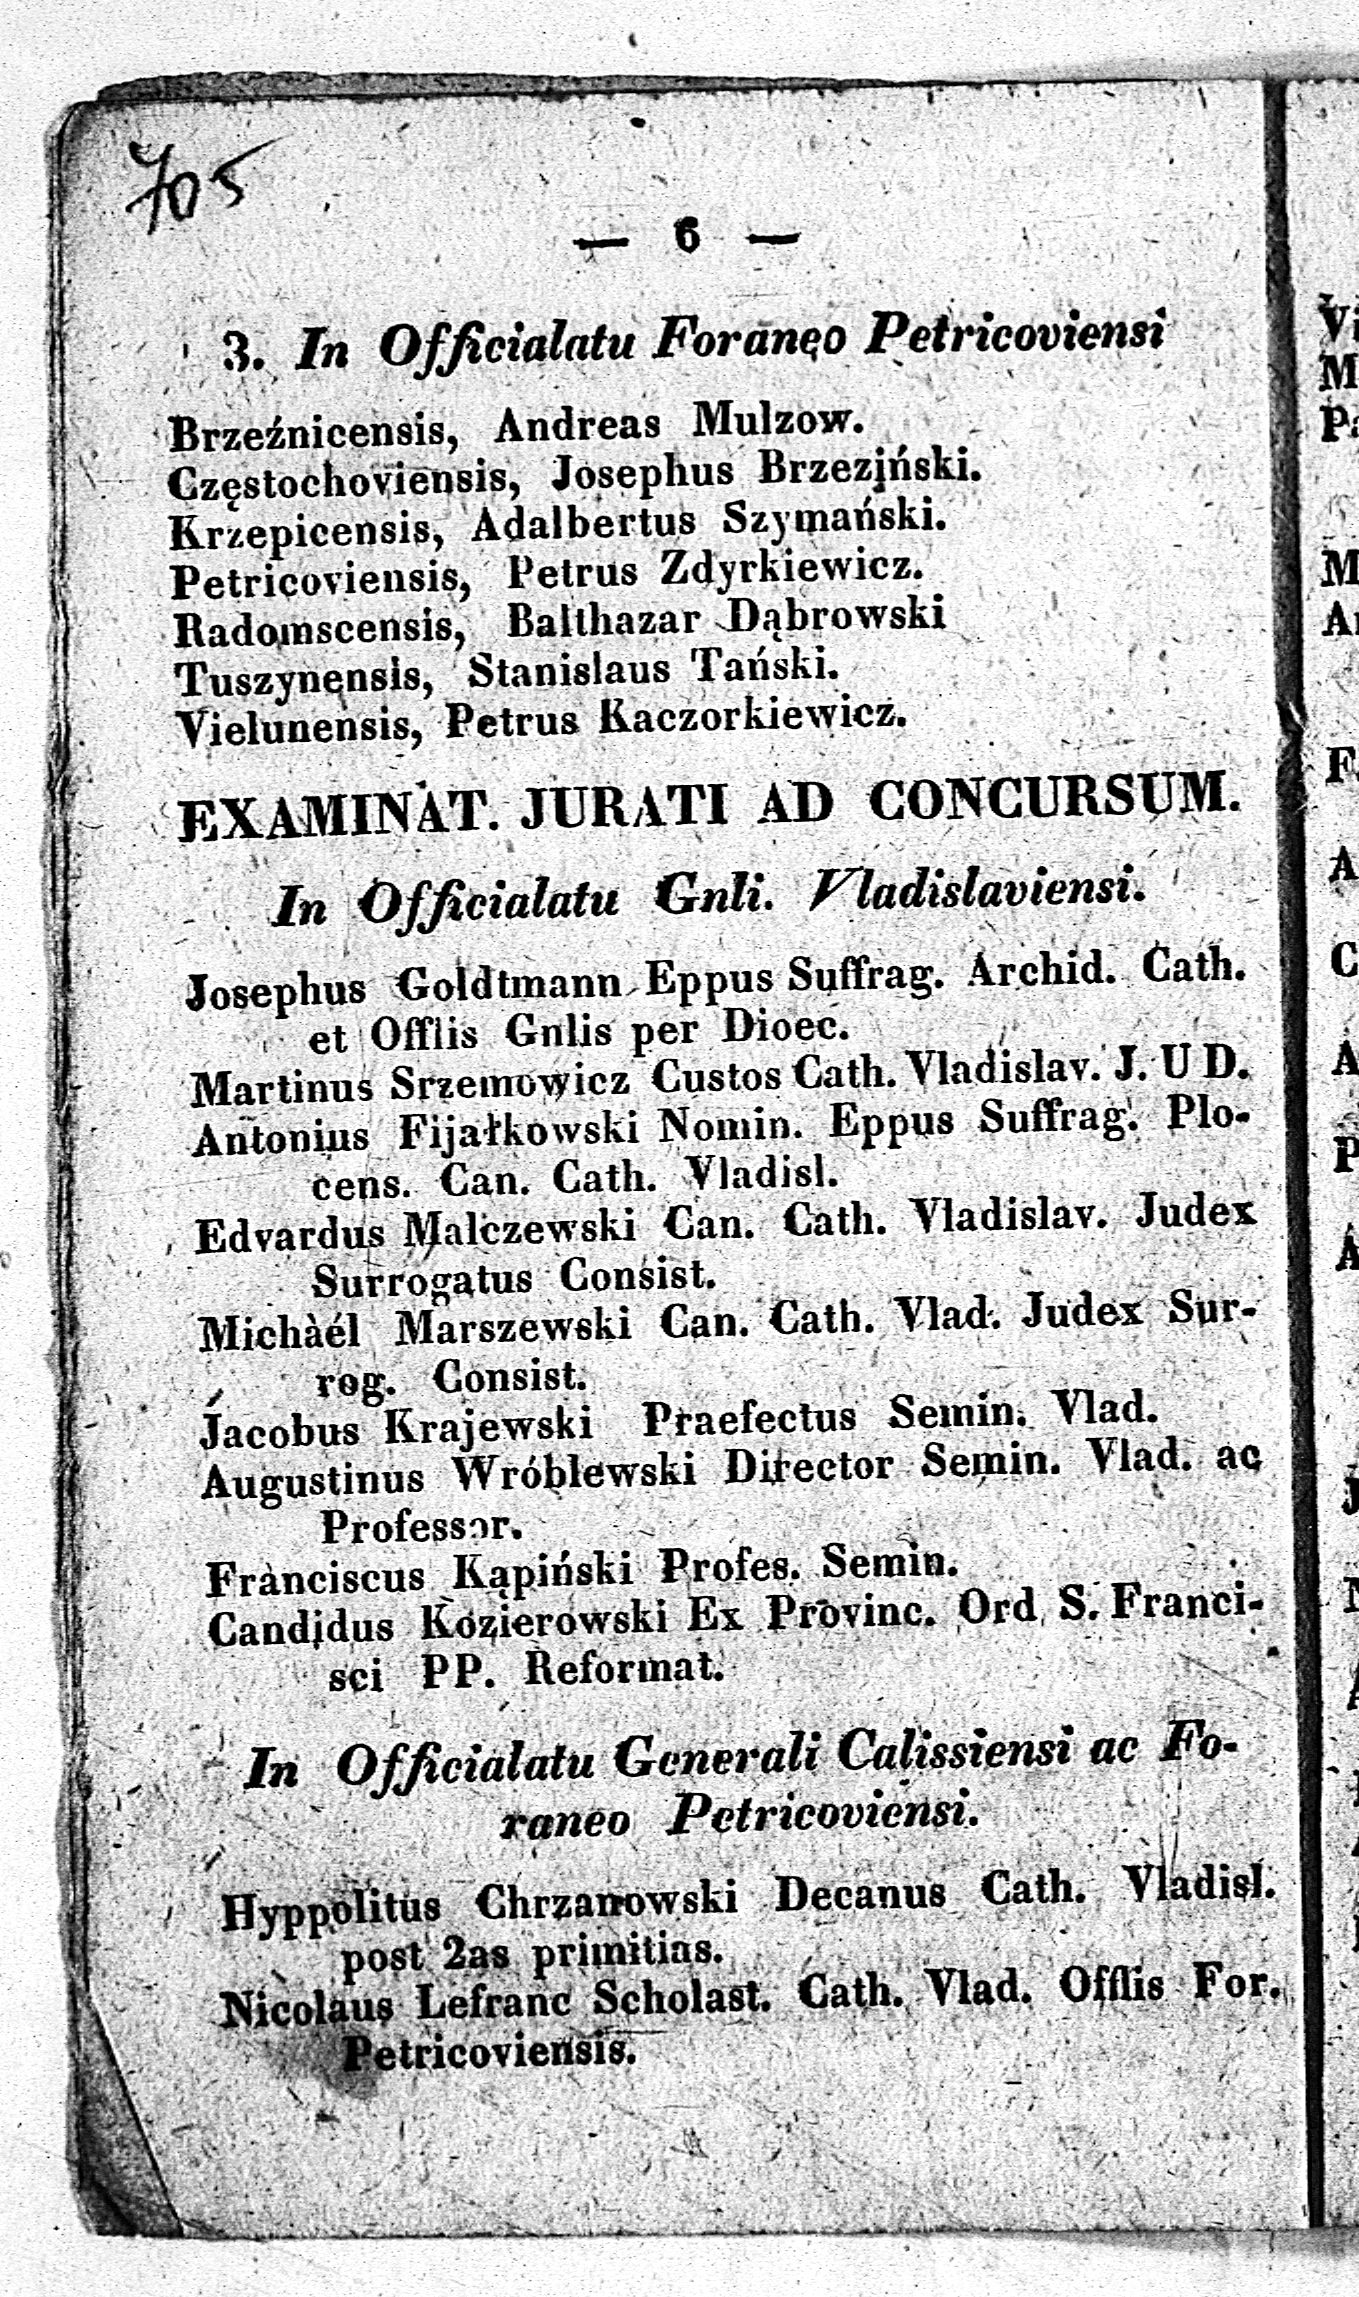 705
— 6 —
3. In Officialatu Foraneo Petricoviensi
Brzeźnicensis, Andreas Mulzow.
Częstochoviensis, Josephus Brzeziński.
Krzepicensis, Adalbertus Szymański.
Petricoviensis, Petrus Zdyrkiewicz.
Radomscensis, Balthazar Dąbrowski
Tuszynensis, Stanislaus Tański.
Vielunensis, Petrus Kaczorkiewicz.
EXAMINAT. JURATI AD CONCURSUM.
In Officialatu Gnli. Vladislaviensi.
Josephus Goldtmann Eppus Suffrag. Archid. Cath.
et Offlis Gnlis per Dioec.
Martinus Srzemowicz Custos Cath. Vladislav. J. U D.
Antonius Fijałkowski Nomin. Eppus Suffrag. Plo-
cens. Can. Cath. Vladisl.
Edvardus Malczewski Can. Cath. Vladislav. Judex
Surrogatus Consist.
Michàél Marszewski Can. Cath. Vlad. Judex Sur-
rog. Consist.
Jacobus Krajewski Praefectus Semin. Vlad.
Augustinus Wróblewski Director Semin. Vlad. ac
Professor.
Franciscus Kąpiński Profes. Semin.
Candidus Kozierowski Ex Provinc. Ord S. Franci-
sci PP. Reformat.
In Officialatu Generali Calissiensi ac Fo-
raneo Petricoviensi.
Hyppolitus Chrzanowski Decanus Cath. Vladisl.
post 2as primitias.
Nicolaus Lefranc Scholast. Cath. Vlad. Offlis For.
Petricoviensis.